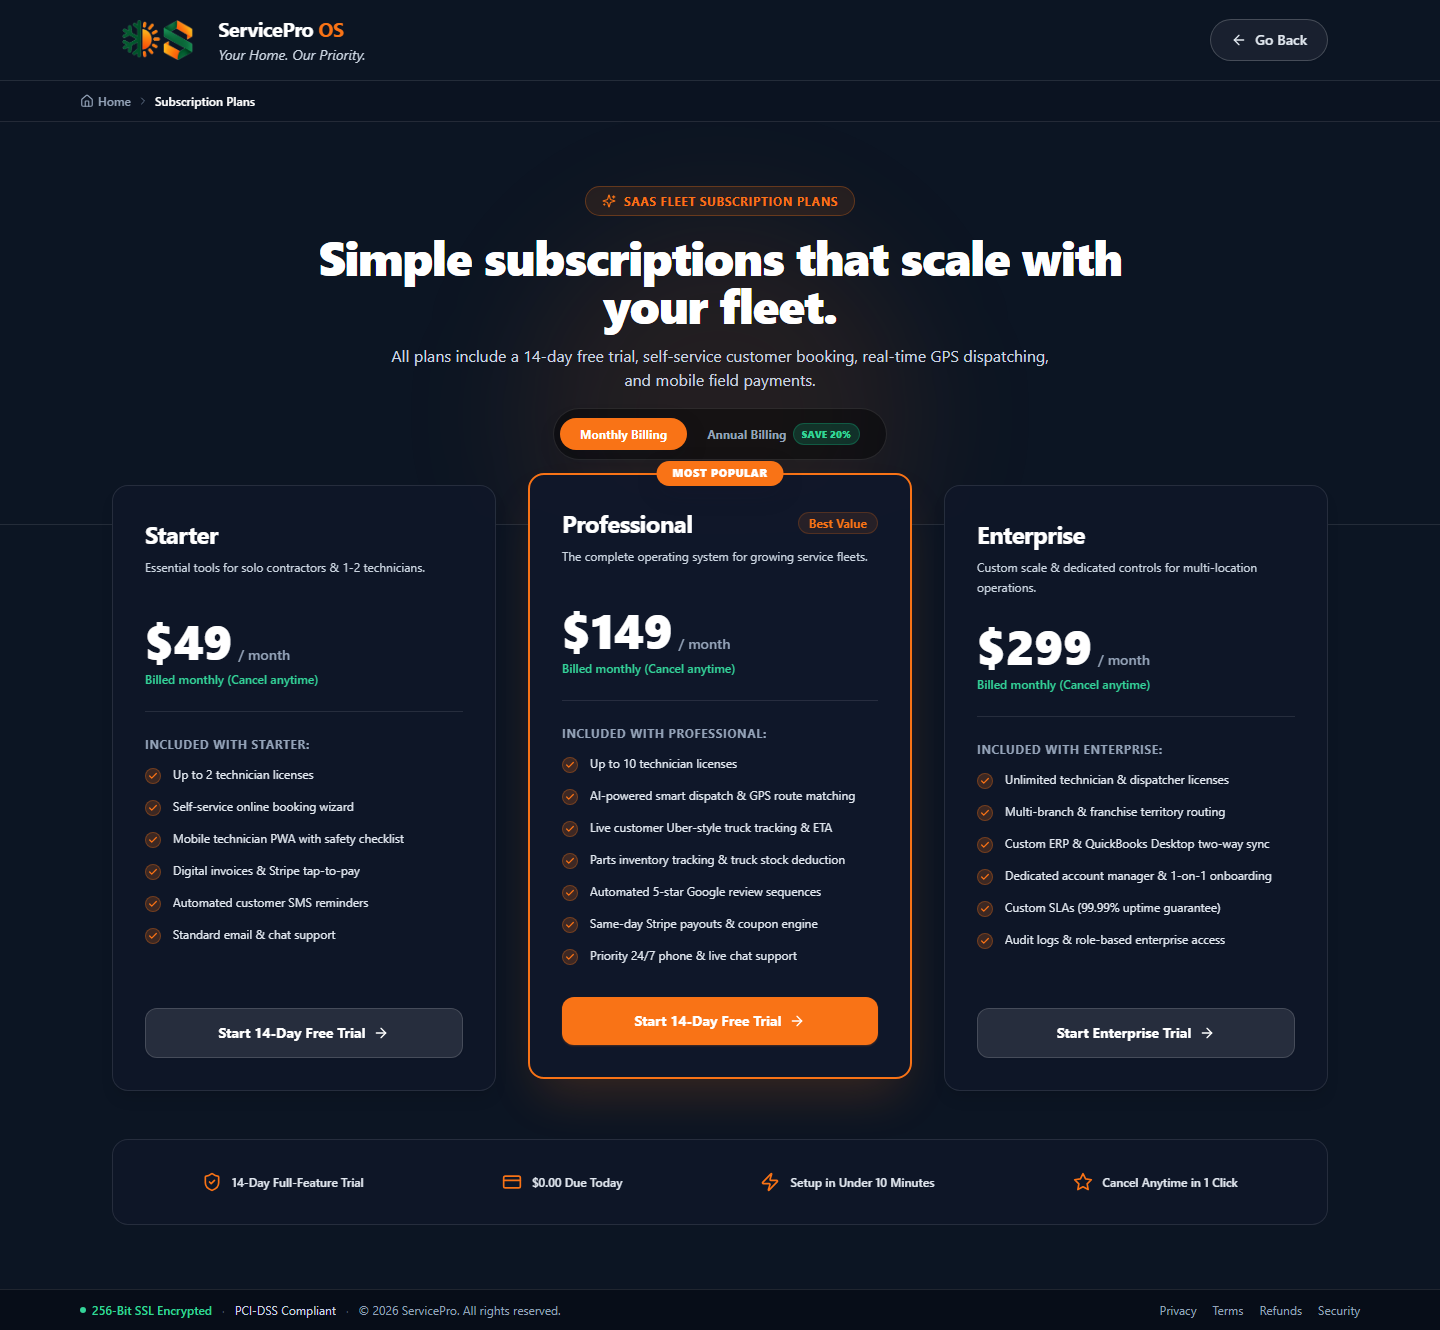 ServicePro OS
Your Home. Our Priority.
Go Back
Home
Subscription Plans
SAAS FLEET SUBSCRIPTION PLANS
Simple subscriptions that scale with
your fleet.
All plans include a 14-day free trial, self-service customer booking, real-time GPS dispatching,
and mobile field payments.
Monthly Billing
Annual Billing SAVE 20%
Starter
Essential tools for solo contractors & 1-2 technicians.
$49 / month
Billed monthly (Cancel anytime)
INCLUDED WITH STARTER:
Up to 2 technician licenses
Self-service online booking wizard
Mobile technician PWA with safety checklist
Digital invoices & Stripe tap-to-pay
Automated customer SMS reminders
Standard email & chat support
Start 14-Day Free Trial
MOST POPULAR
Professional
Best Value
The complete operating system for growing service fleets.
$149 / month
Billed monthly (Cancel anytime)
INCLUDED WITH PROFESSIONAL:
Up to 10 technician licenses
AI-powered smart dispatch & GPS route matching
Live customer Uber-style truck tracking & ETA
Parts inventory tracking & truck stock deduction
Automated 5-star Google review sequences
Same-day Stripe payouts & coupon engine
Priority 24/7 phone & live chat support
Start 14-Day Free Trial
Enterprise
Custom scale & dedicated controls for multi-location
operations.
$299 / month
Billed monthly (Cancel anytime)
INCLUDED WITH ENTERPRISE:
Unlimited technician & dispatcher licenses
Multi-branch & franchise territory routing
Custom ERP & QuickBooks Desktop two-way sync
Dedicated account manager & 1-on-1 onboarding
Custom SLAs (99.99% uptime guarantee)
Audit logs & role-based enterprise access
Start Enterprise Trial
14-Day Full-Feature Trial
$0.00 Due Today
Setup in Under 10 Minutes
Cancel Anytime in 1 Click
256-Bit SSL Encrypted · PCI-DSS Compliant · © 2026 ServicePro. All rights reserved.
Privacy Terms Refunds Security